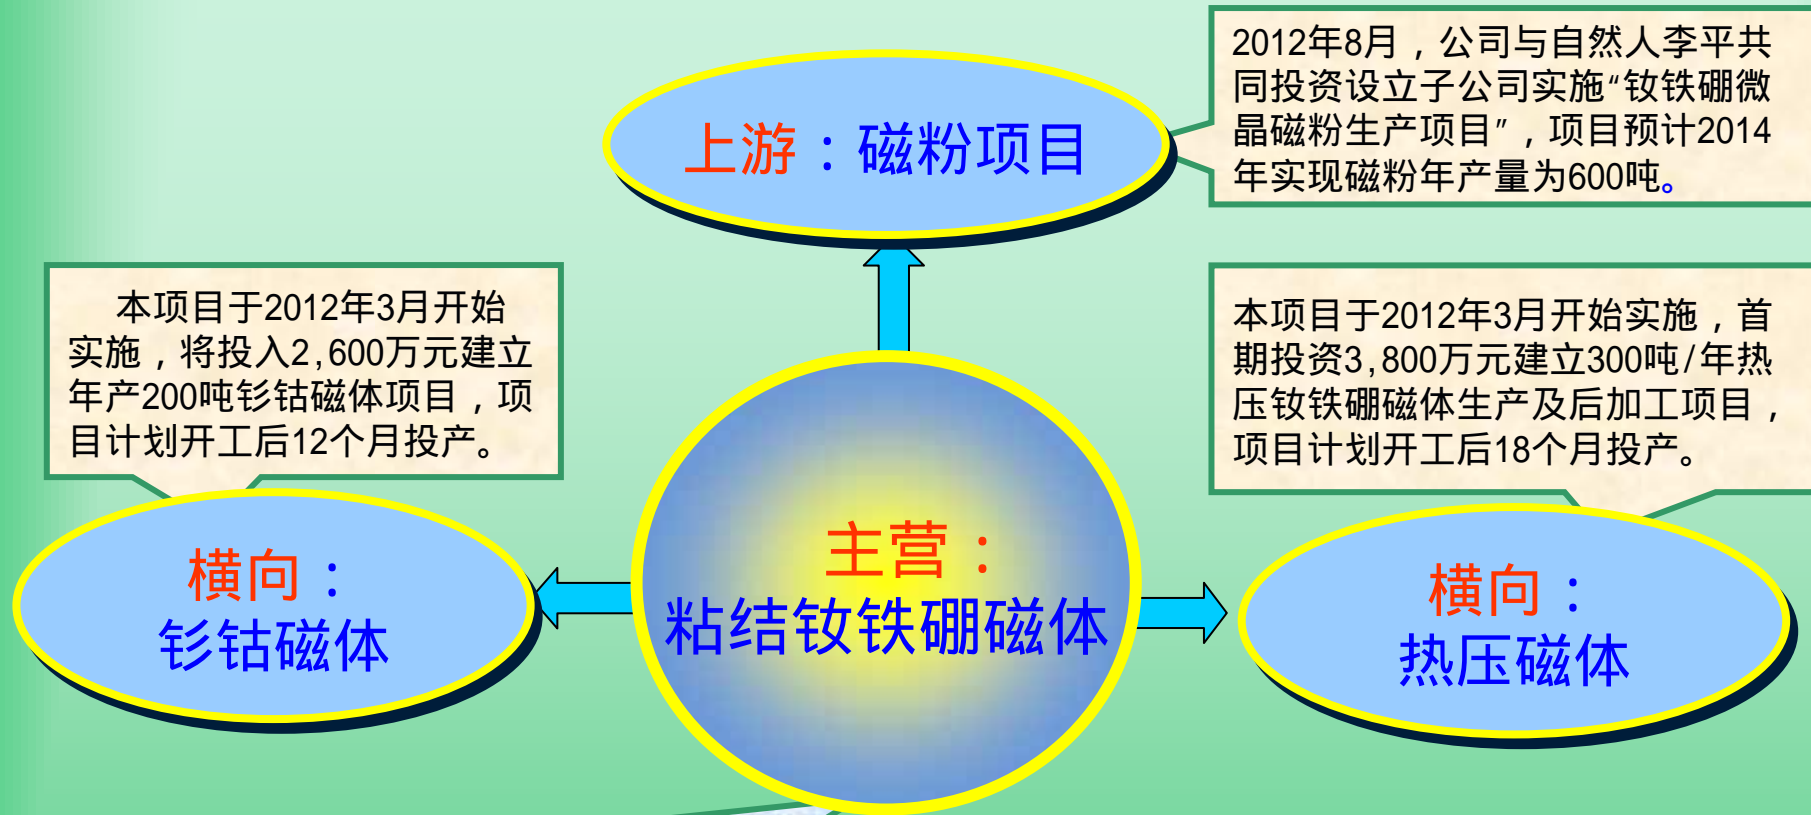 2012年8月，公司与自然人李平共
同投资设立子公司实施“钕铁硼微
晶磁粉生产项目”，项目预计2014
年实现磁粉年产量为600吨。
上游：磁粉项目
本项目于2012年3月开始
实施，将投入2,600万元建立
年产200吨钐钴磁体项目，项
目计划开工后12个月投产。
本项目于2012年3月开始实施，首
期投资3,800万元建立300吨/年热
压钕铁硼磁体生产及后加工项目，
项目计划开工后18个月投产。
横向：
钐钴磁体
主营：
粘结钕铁硼磁体
横向：
热压磁体